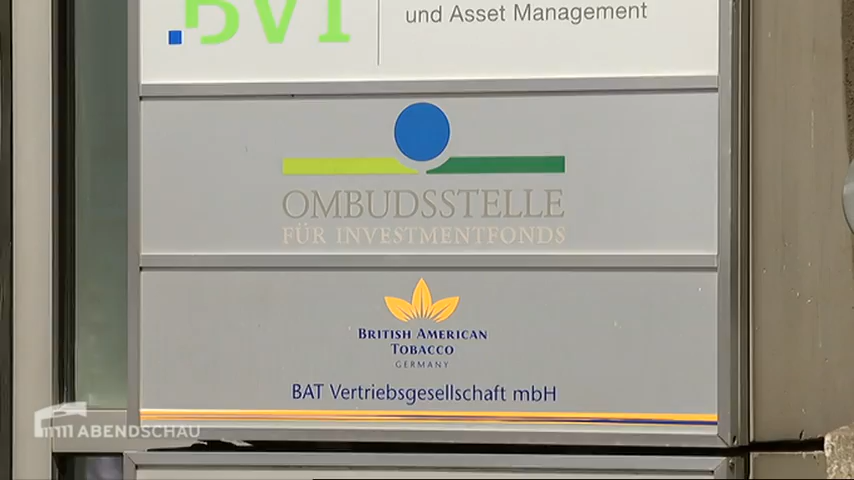 BVI
und Asset Management
OMBUDSSTELLE
FÜR INVESTMENTFONDS
BRITISH AMERICAN
TOBACCO
GERMANY
BAT Vertriebsgesellschaft mbH
ABENDSCHAU